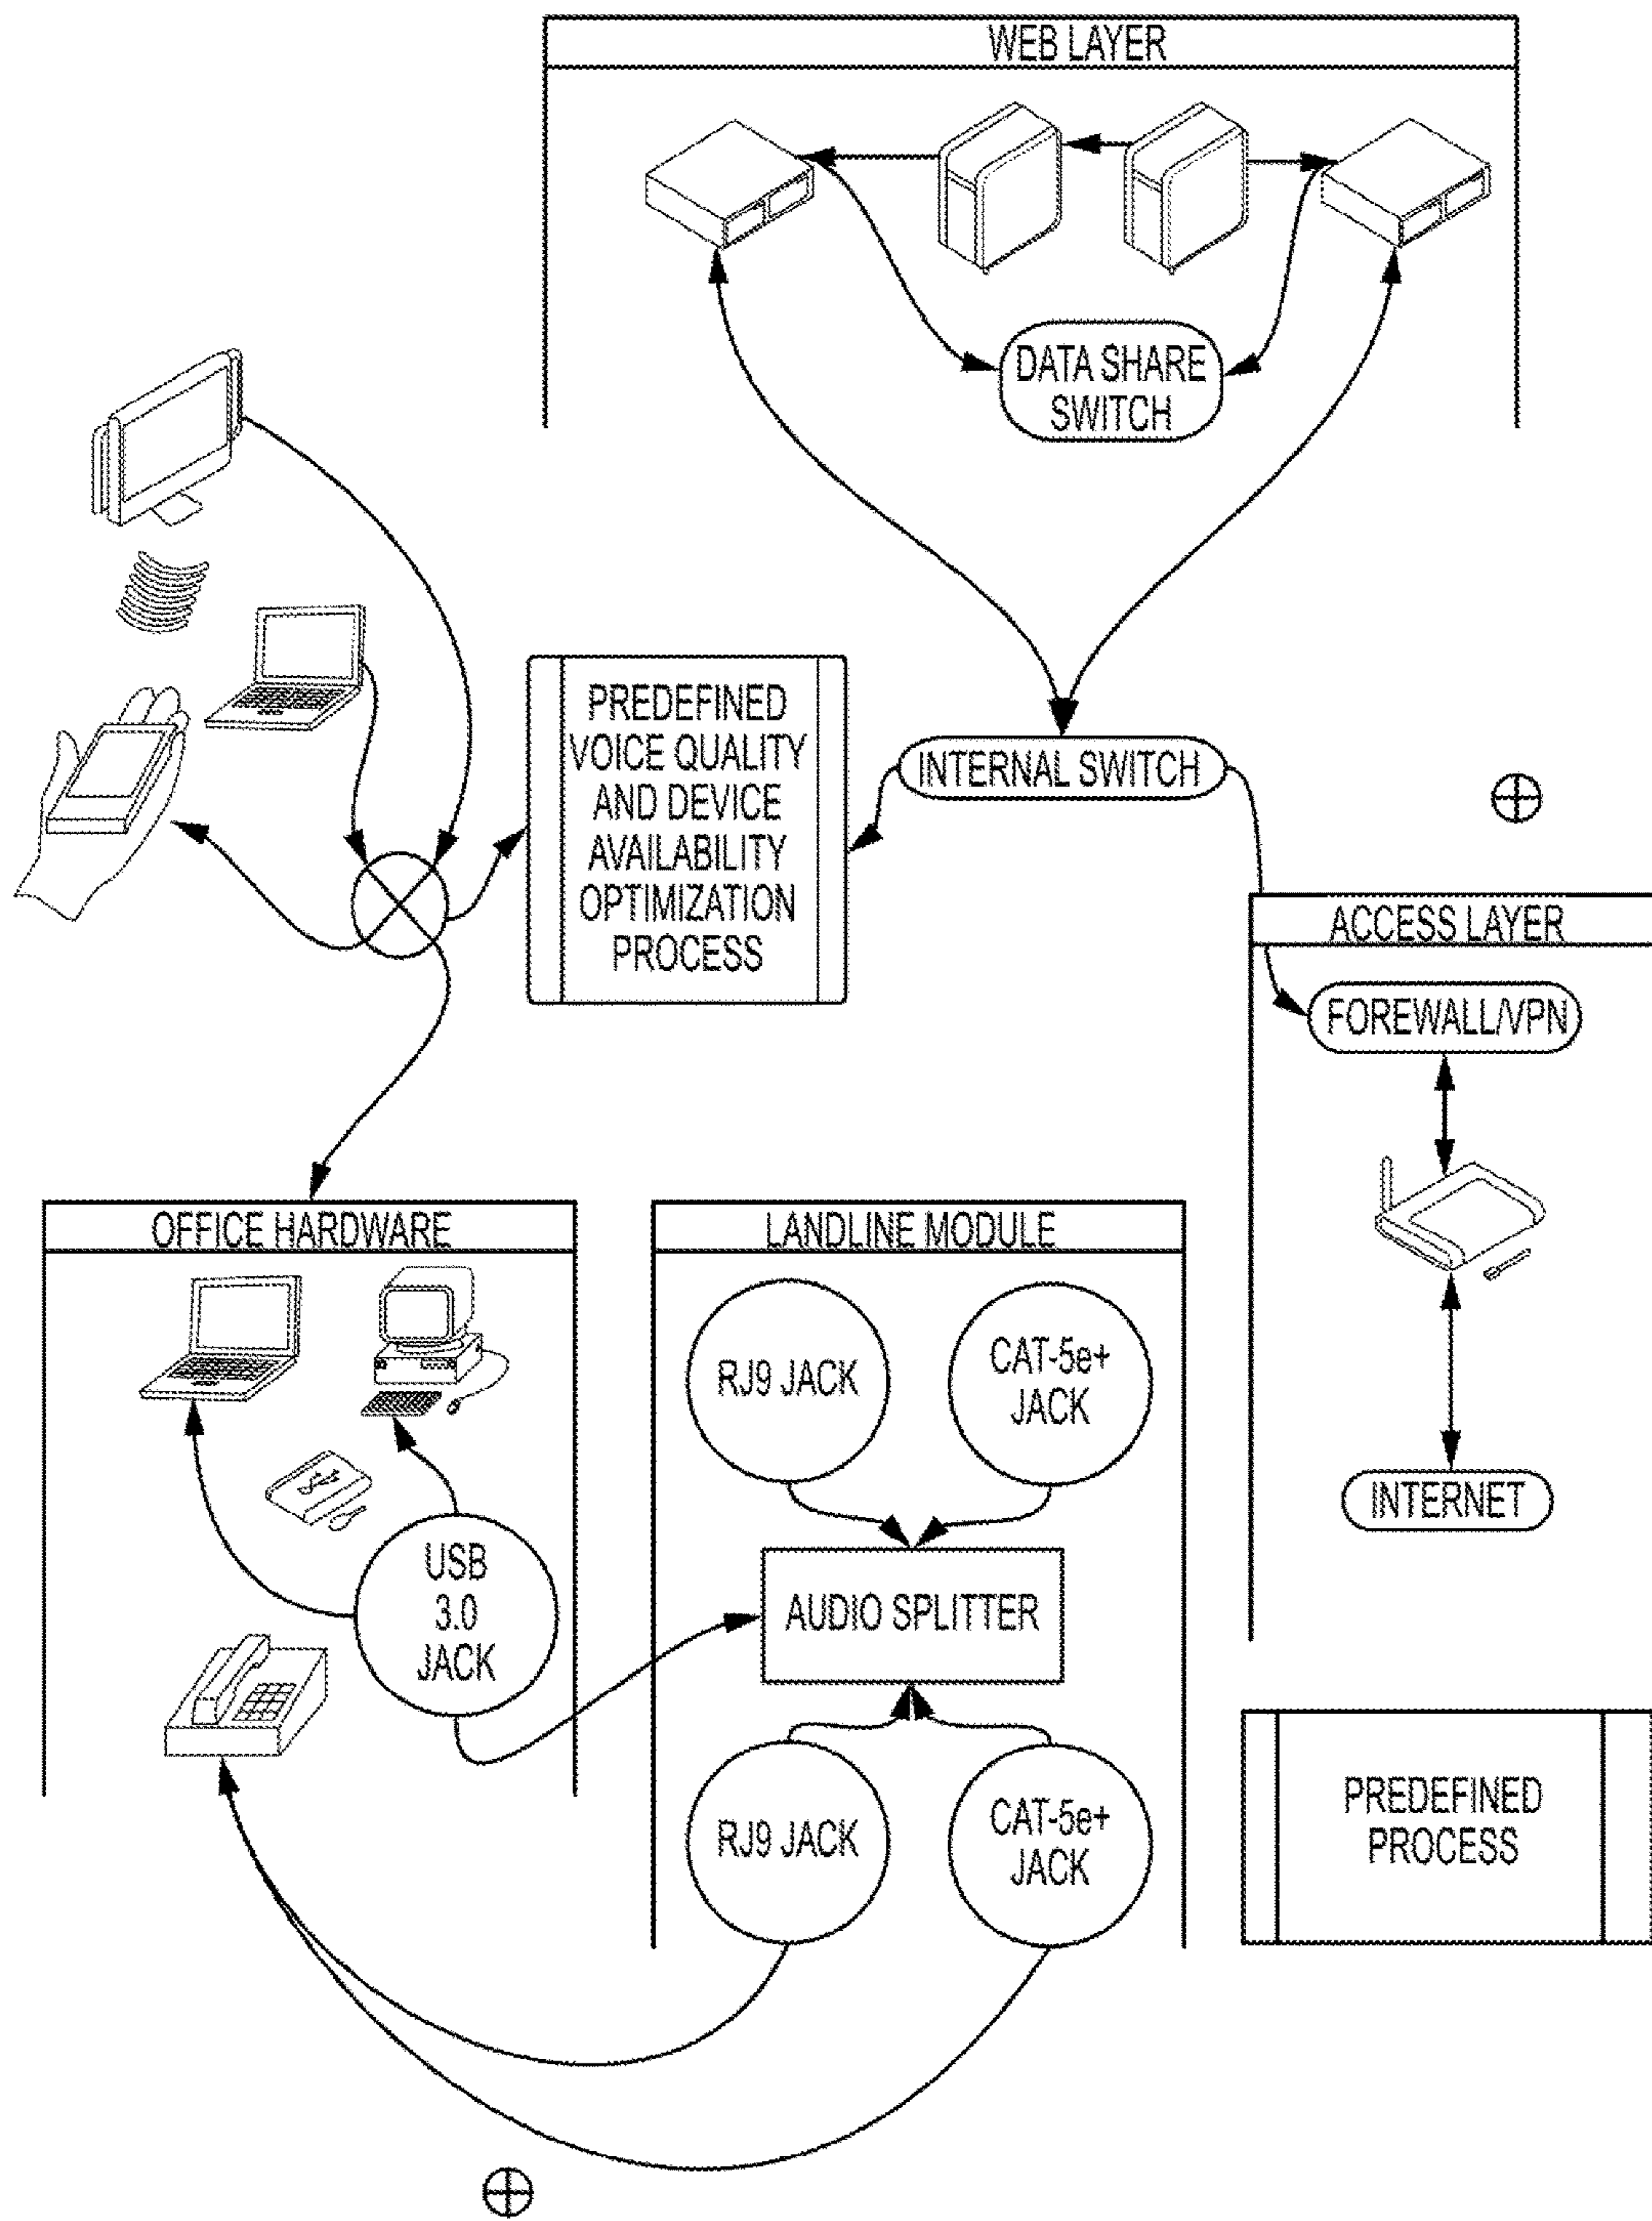 WEB LAYER
DATA SHARE
SWITCH
PREDEFINED
VOICE QUALITY
AND DEVICE
AVAILABILITY
OPTIMIZATION
PROCESS
INTERNAL SWITCH
ACCESS LAYER
FOREWALL/VPN
INTERNET
OFFICE HARDWARE
USB
3.0
JACK
LANDLINE MODULE
RJ9 JACK
CAT-5e+
JACK
AUDIO SPLITTER
RJ9 JACK
CAT-5e+
JACK
PREDEFINED
PROCESS